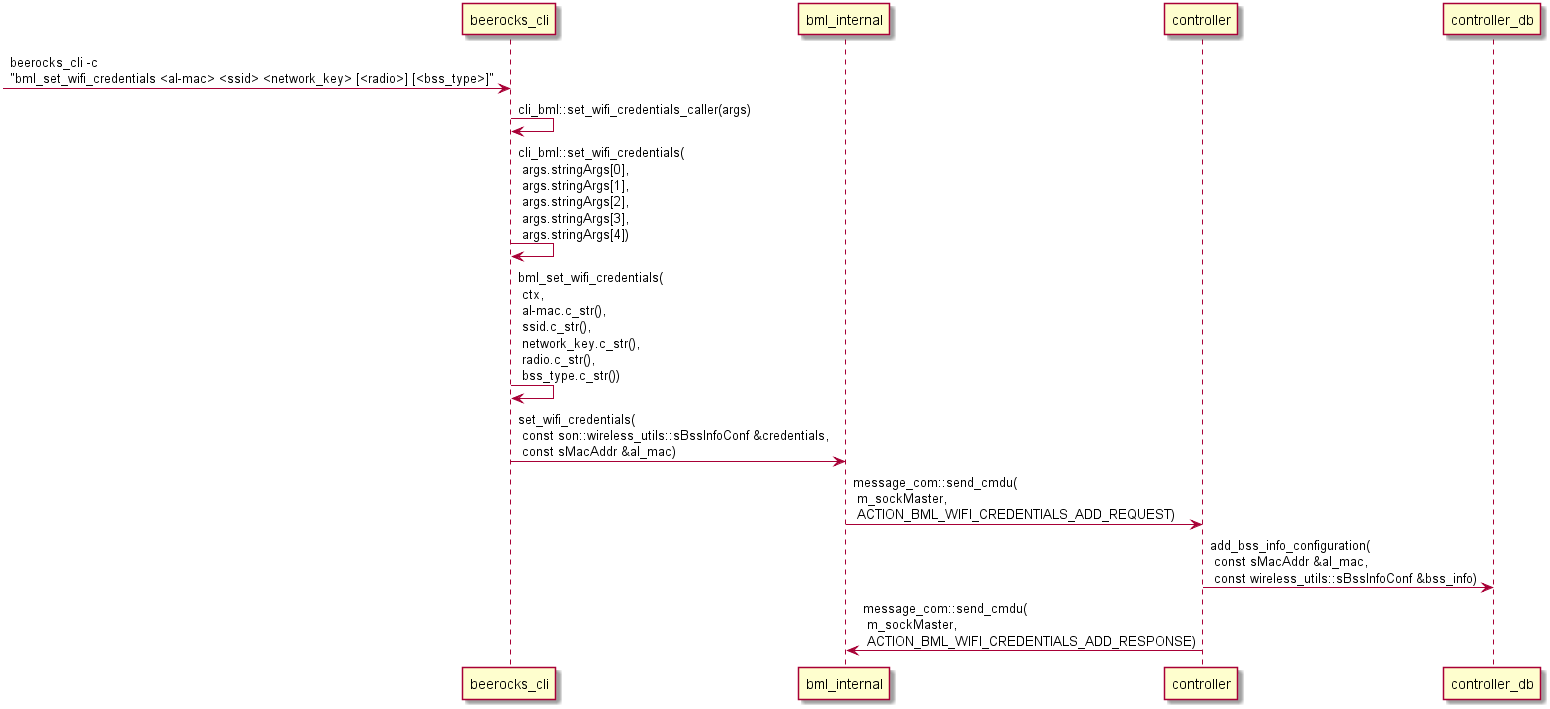 beerocks_cli
bml_internal
controller
controller_db
beerocks_cli -c
"bml_set_wifi_credentials <al-mac> <ssid> <network_key> [<radio>] [<bss_type>]"
cli_bml::set_wifi_credentials_caller(args)
cli_bml::set_wifi_credentials(
args.stringArgs[0],
args.stringArgs[1],
args.stringArgs[2],
args.stringArgs[3],
args.stringArgs[4])
bml_set_wifi_credentials(
ctx,
al-mac.c_str(),
ssid.c_str(),
network_key.c_str(),
radio.c_str(),
bss_type.c_str())
set_wifi_credentials(
const son::wireless_utils::sBssInfoConf &credentials,
const sMacAddr &al_mac)
message_com::send_cmdu(
m_sockMaster,
ACTION_BML_WIFI_CREDENTIALS_ADD_REQUEST)
add_bss_info_configuration(
const sMacAddr &al_mac,
const wireless_utils::sBssInfoConf &bss_info)
message_com::send_cmdu(
m_sockMaster,
ACTION_BML_WIFI_CREDENTIALS_ADD_RESPONSE)
beerocks_cli
bml_internal
controller
controller_db